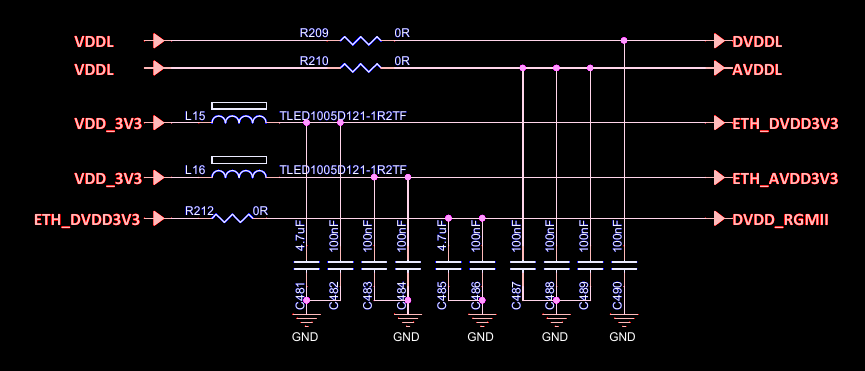 VDDL R209 0R DVDDL
VDDL R210 0R AVDDL
VDD_3V3 L15 TLED1005D121-1R2TF ETH_DVDD3V3
VDD_3V3 L16 TLED1005D121-1R2TF ETH_AVDD3V3
ETH_DVDD3V3 R212 0R DVDD_RGMII
4.7uF 100nF 100nF 100nF 4.7uF 100nF 100nF 100nF 100nF 100nF
C481 C482 C483 C484 C485 C486 C487 C488 C489 C490
GND GND GND GND GND